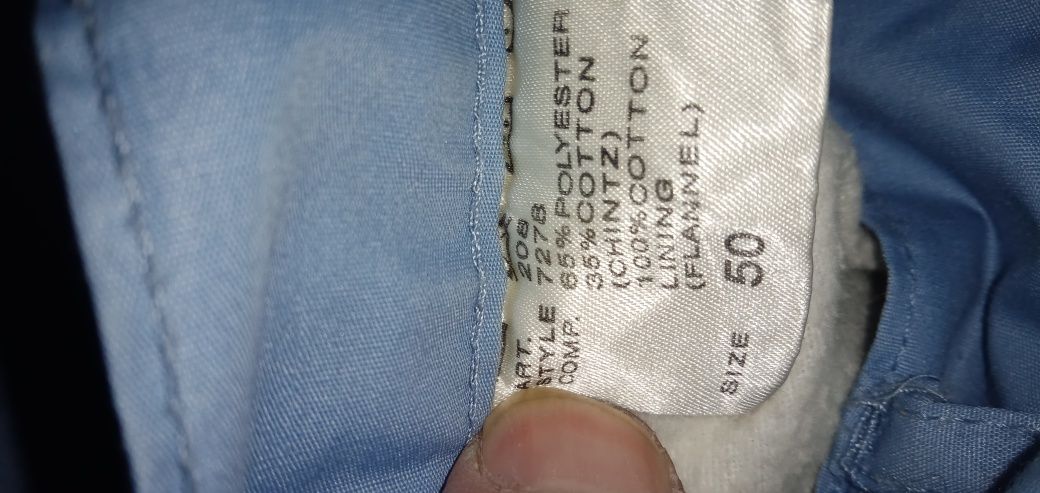 ART. 208
STYLE 7278
COMP. 65%POLYESTER
35%COTTON
(CHINTZ)
100%COTTON
LINING
(FLANNEL)
SIZE 50